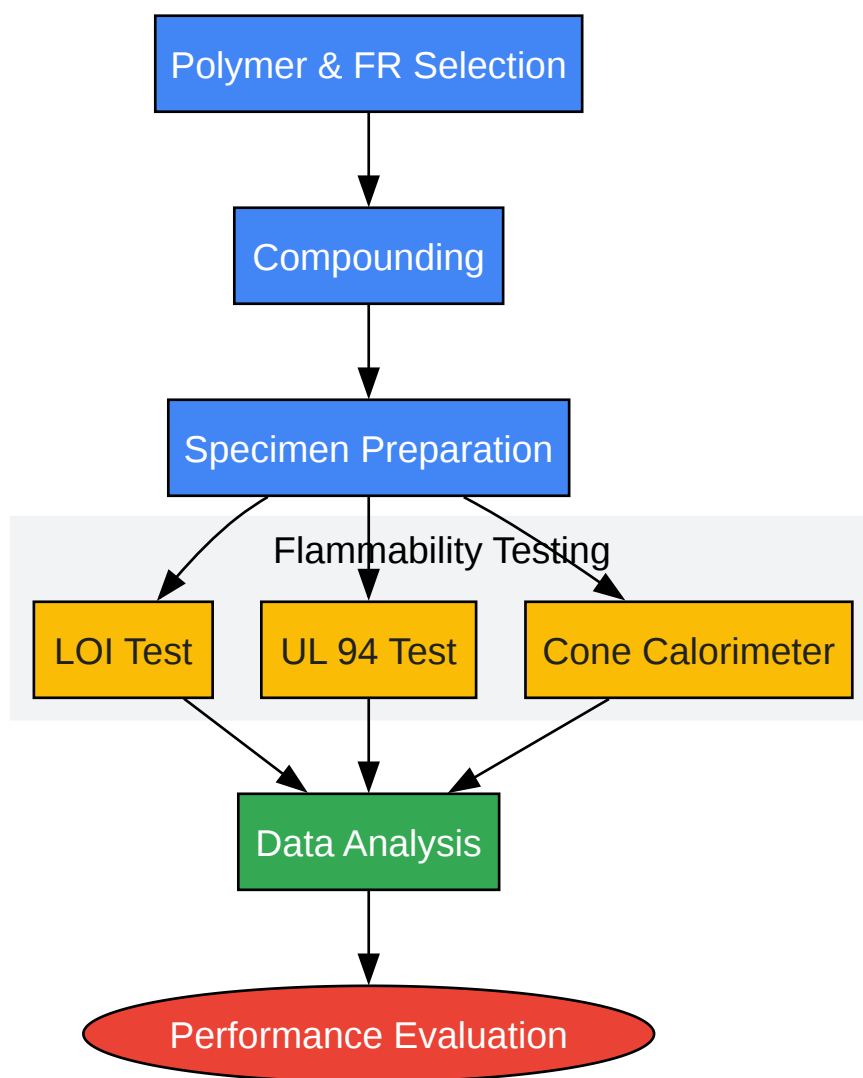 Polymer & FR Selection
Compounding
Specimen Preparation
Flammability Testing
LOI Test
UL 94 Test
Cone Calorimeter
Data Analysis
Performance Evaluation